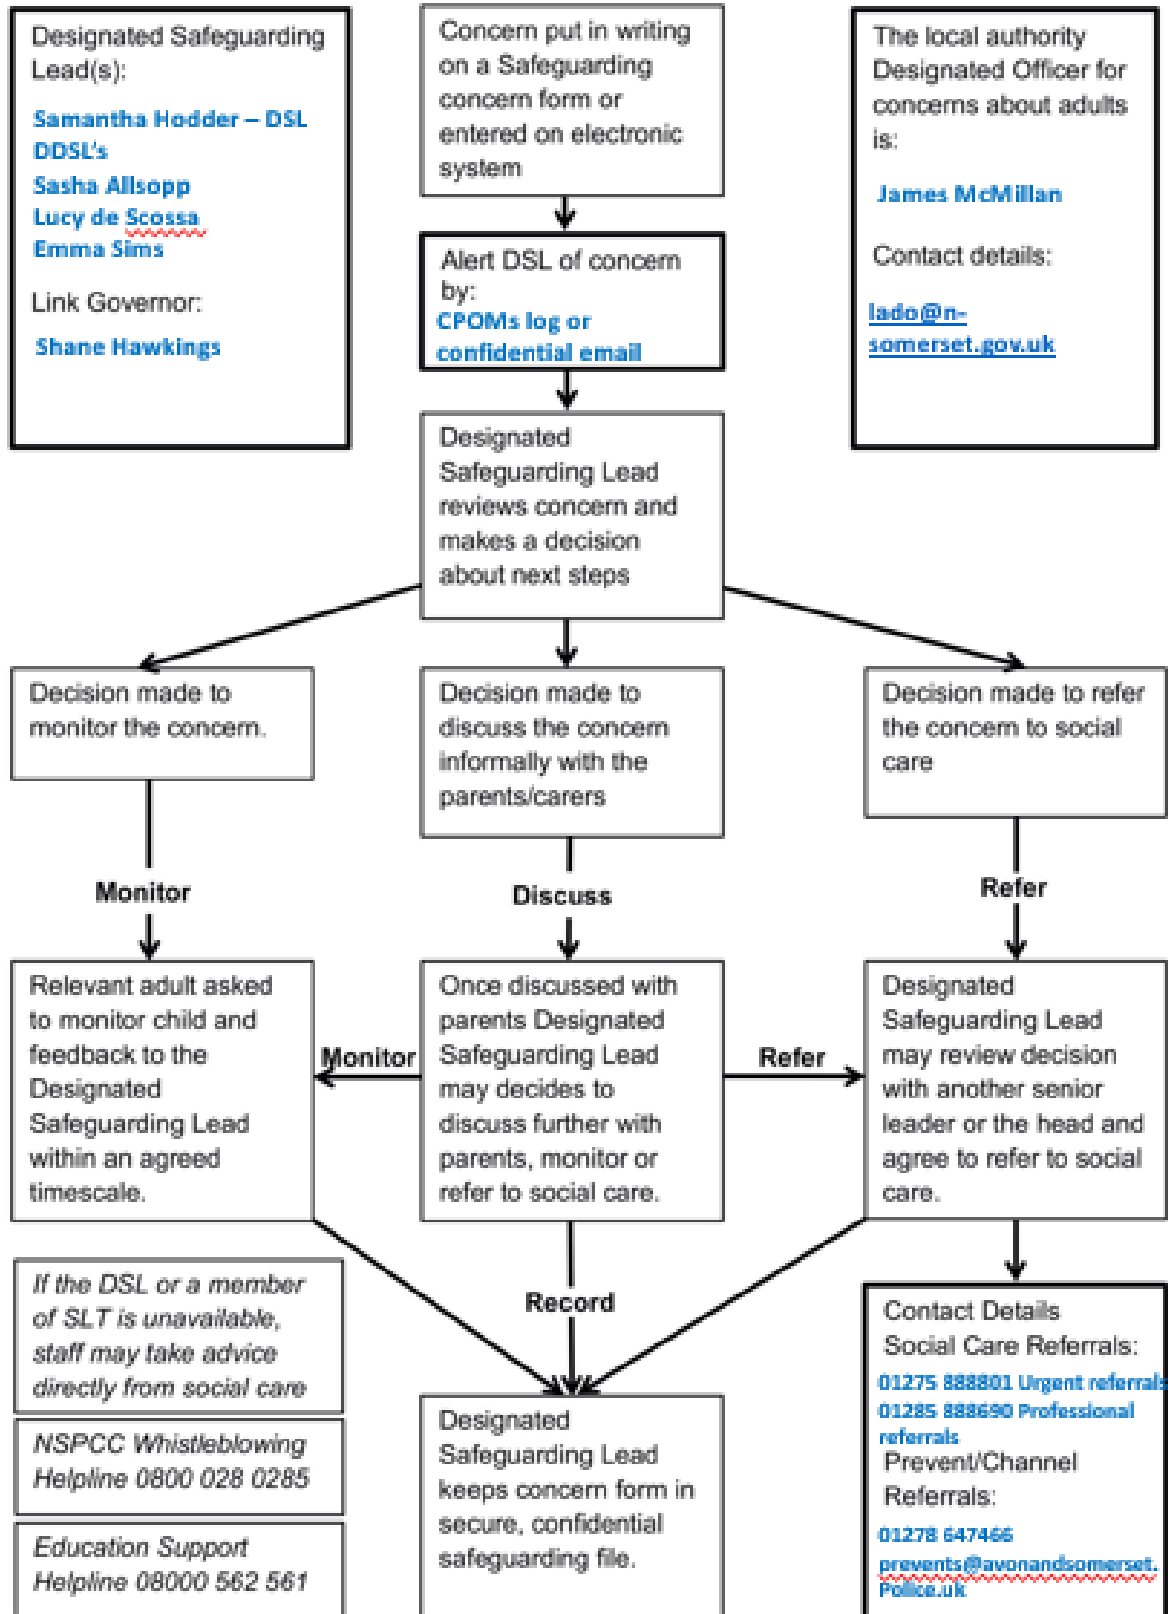 Designated Safeguarding
Lead(s):
Samantha Hodder – DSL
DDSL's
Sasha Allsopp
Lucy de Scossa
Emma Sims
Link Governor:
Shane Hawkings
Concern put in writing
on a Safeguarding
concern form or
entered on electronic
system
The local authority
Designated Officer for
concerns about adults
is:
James McMillan
Contact details:
lado@n-
somerset.gov.uk
Alert DSL of concern
by:
CPOMs log or
confidential email
Designated
Safeguarding Lead
reviews concern and
makes a decision
about next steps
Decision made to
monitor the concern.
Decision made to
discuss the concern
informally with the
parents/carers
Decision made to refer
the concern to social
care
Monitor
Discuss
Refer
Relevant adult asked
to monitor child and
feedback to the
Designated
Safeguarding Lead
within an agreed
timescale.
Monitor
Once discussed with
parents Designated
Safeguarding Lead
may decides to
discuss further with
parents, monitor or
refer to social care.
Refer
Designated
Safeguarding Lead
may review decision
with another senior
leader or the head and
agree to refer to social
care.
If the DSL or a member
of SLT is unavailable,
staff may take advice
directly from social care
NSPCC Whistleblowing
Helpline 0800 028 0285
Education Support
Helpline 08000 562 561
Record
Designated
Safeguarding Lead
keeps concern form in
secure, confidential
safeguarding file.
Contact Details
Social Care Referrals:
01275 888801 Urgent referrals
01285 888690 Professional
referrals
Prevent/Channel
Referrals:
01278 647466
prevents@avonandsomerset.
Police.uk